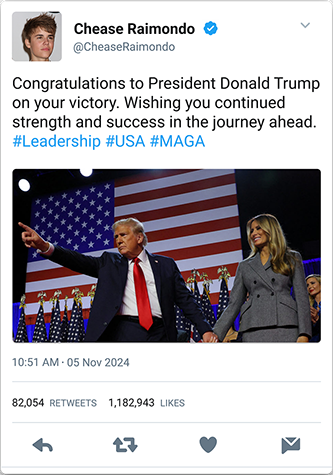 Chease Raimondo
@CheaseRaimondo
Congratulations to President Donald Trump
on your victory. Wishing you continued
strength and success in the journey ahead.
#Leadership #USA #MAGA
10:51 AM · 05 Nov 2024
82,054 RETWEETS 1,182,943 LIKES